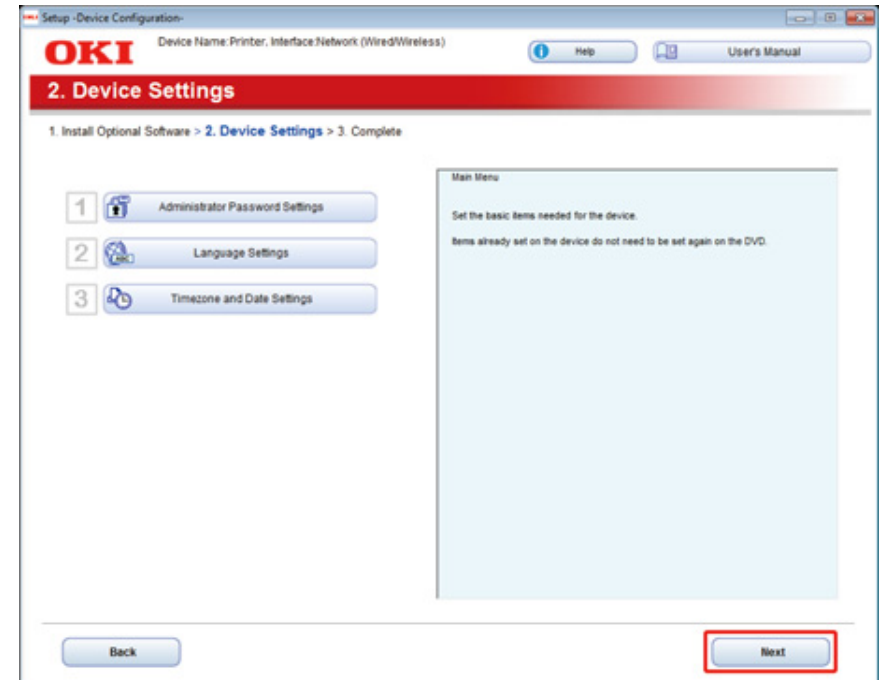 Setup -Device Configuration-
OKI
Device Name:Printer, Interface:Network (Wired/Wireless)
Help
User's Manual
2. Device Settings
1. Install Optional Software > 2. Device Settings > 3. Complete
1 Administrator Password Settings
2 Language Settings
3 Timezone and Date Settings
Main Menu
Set the basic items needed for the device.
Items already set on the device do not need to be set again on the DVD.
Back
Next